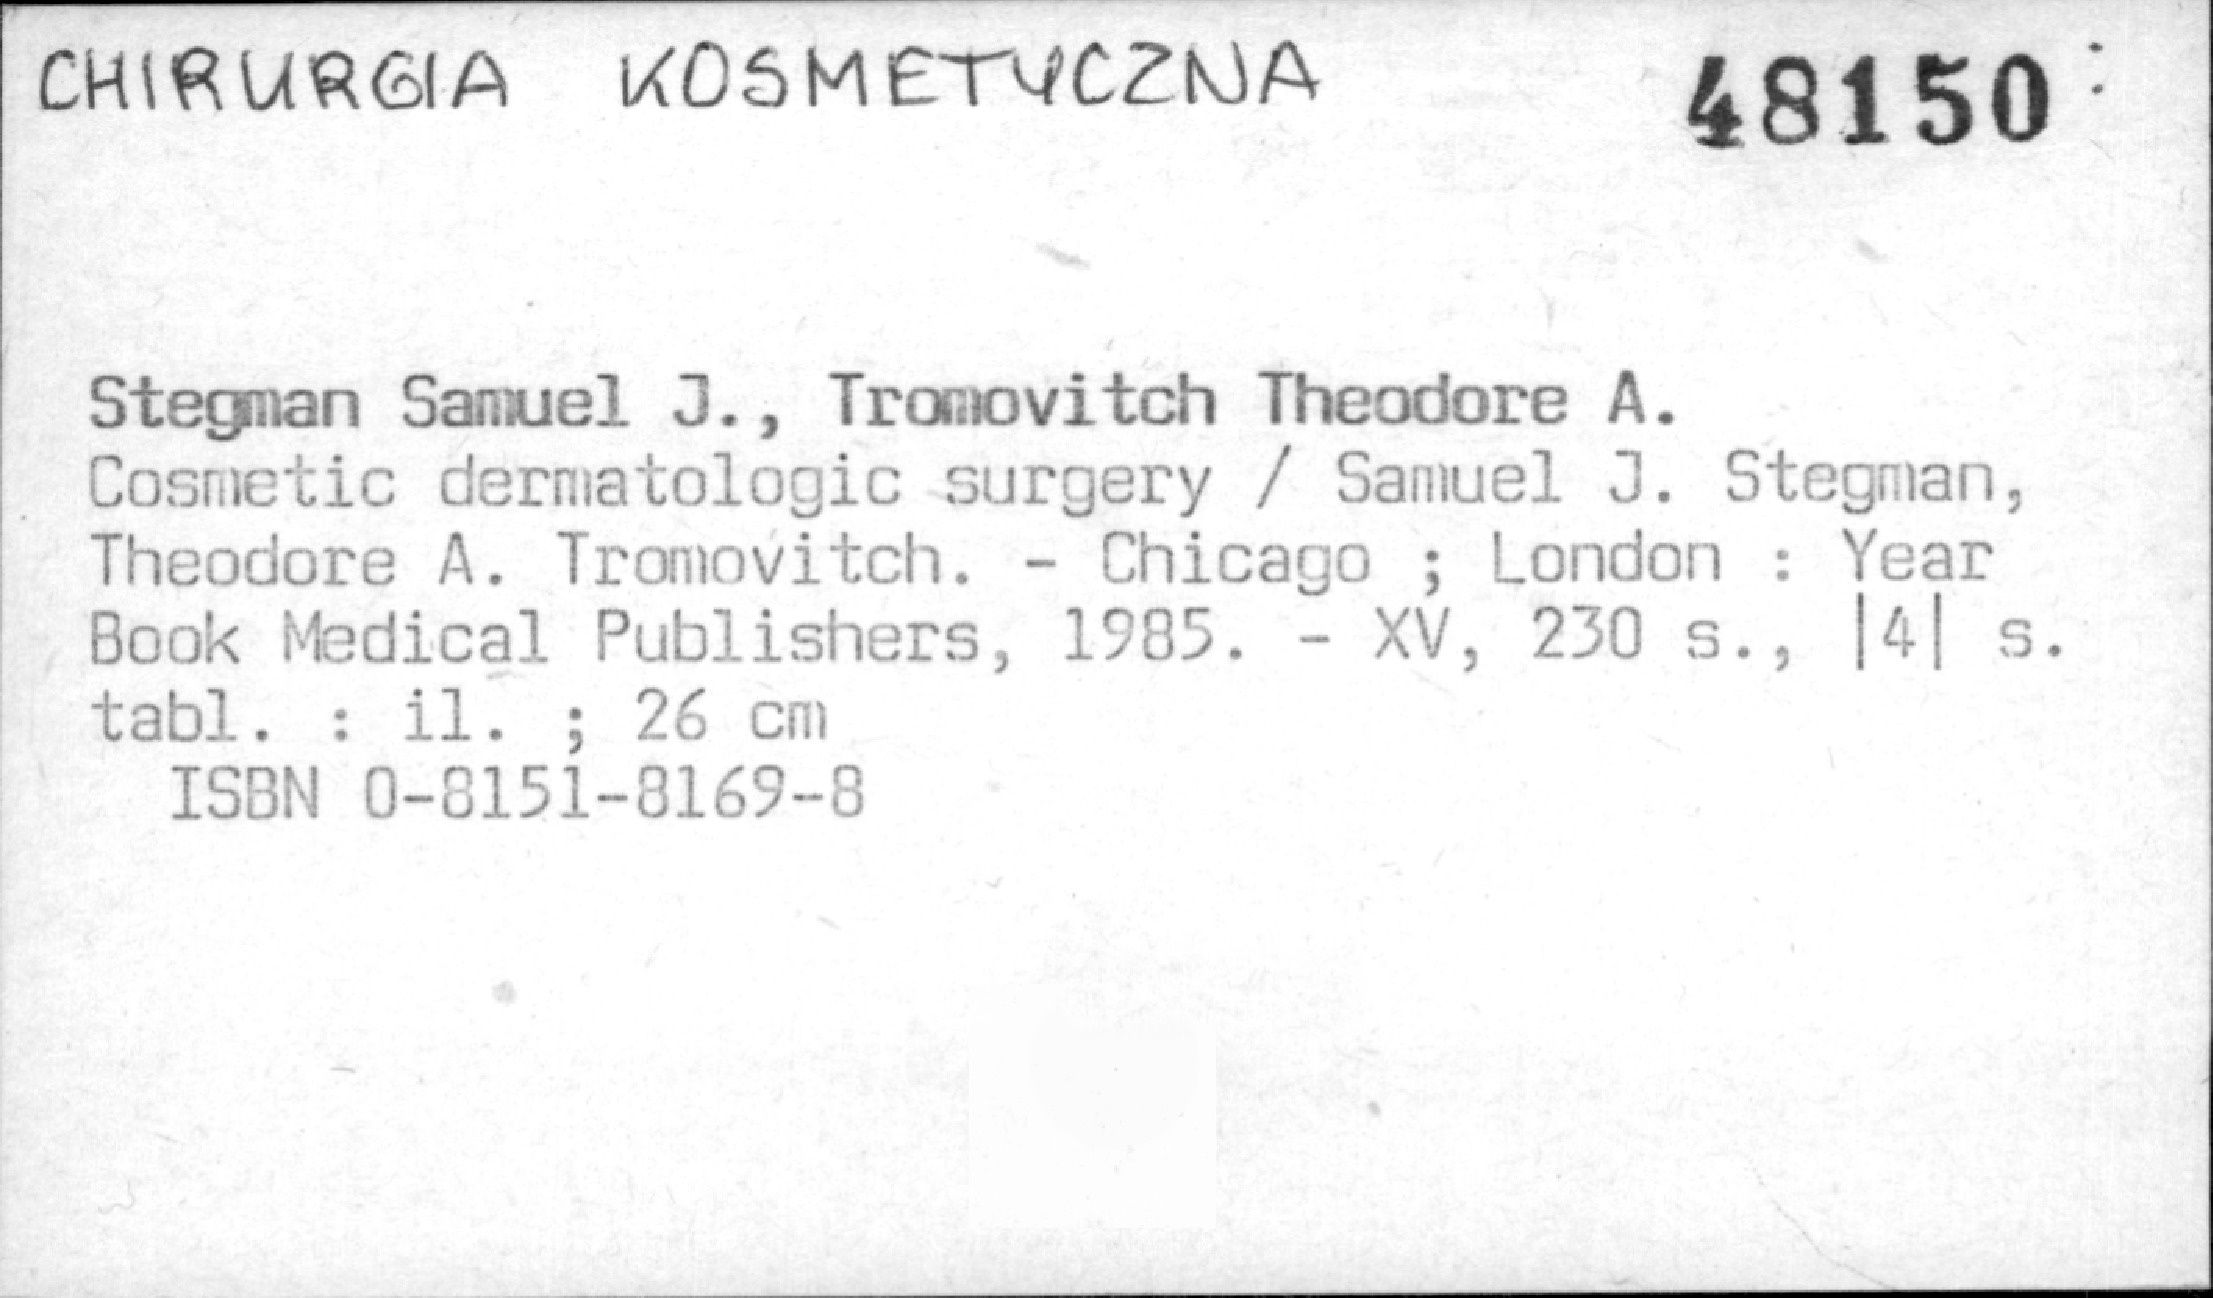 CHIRURGIA KOSMETYCZNA 48150
Stegman Samuel J., Tromovitch Theodore A.
Cosmetic dermatologic surgery / Samuel J. Stegman,
Theodore A. Tromovitch. - Chicago ; London : Year
Book Medical Publishers, 1985. - XV, 230 s., |4| s.
tabl. : il. ; 26 cm
ISBN 0-8151-8169-8